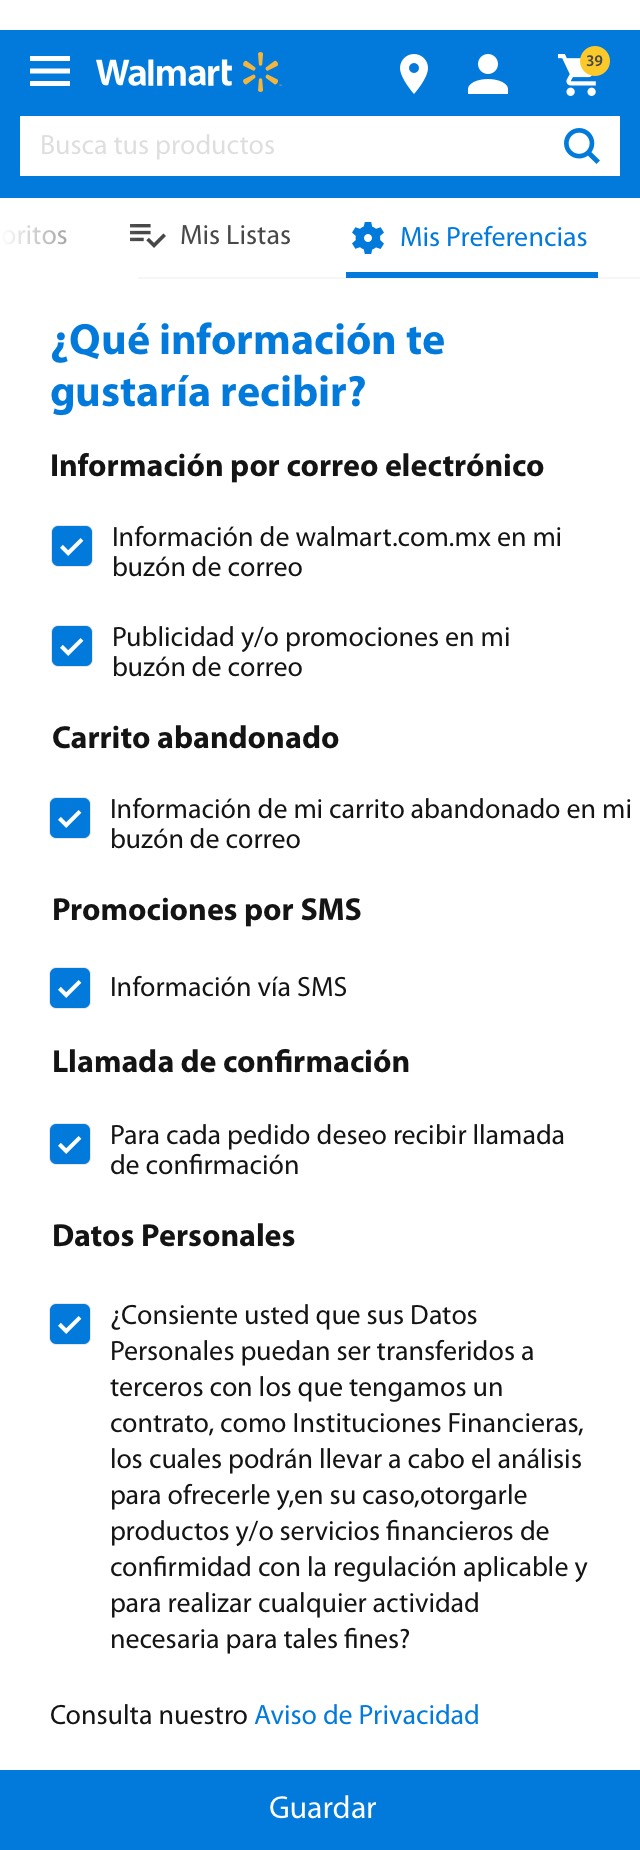 Walmart
39
Busca tus productos
oritos
Mis Listas
Mis Preferencias
¿Qué información te
gustaría recibir?
Información por correo electrónico
Información de walmart.com.mx en mi
buzón de correo
Publicidad y/o promociones en mi
buzón de correo
Carrito abandonado
Información de mi carrito abandonado en mi
buzón de correo
Promociones por SMS
Información vía SMS
Llamada de confirmación
Para cada pedido deseo recibir llamada
de confirmación
Datos Personales
¿Consiente usted que sus Datos
Personales puedan ser transferidos a
terceros con los que tengamos un
contrato, como Instituciones Financieras,
los cuales podrán llevar a cabo el análisis
para ofrecerle y,en su caso,otorgarle
productos y/o servicios financieros de
confirmidad con la regulación aplicable y
para realizar cualquier actividad
necesaria para tales fines?
Consulta nuestro Aviso de Privacidad
Guardar